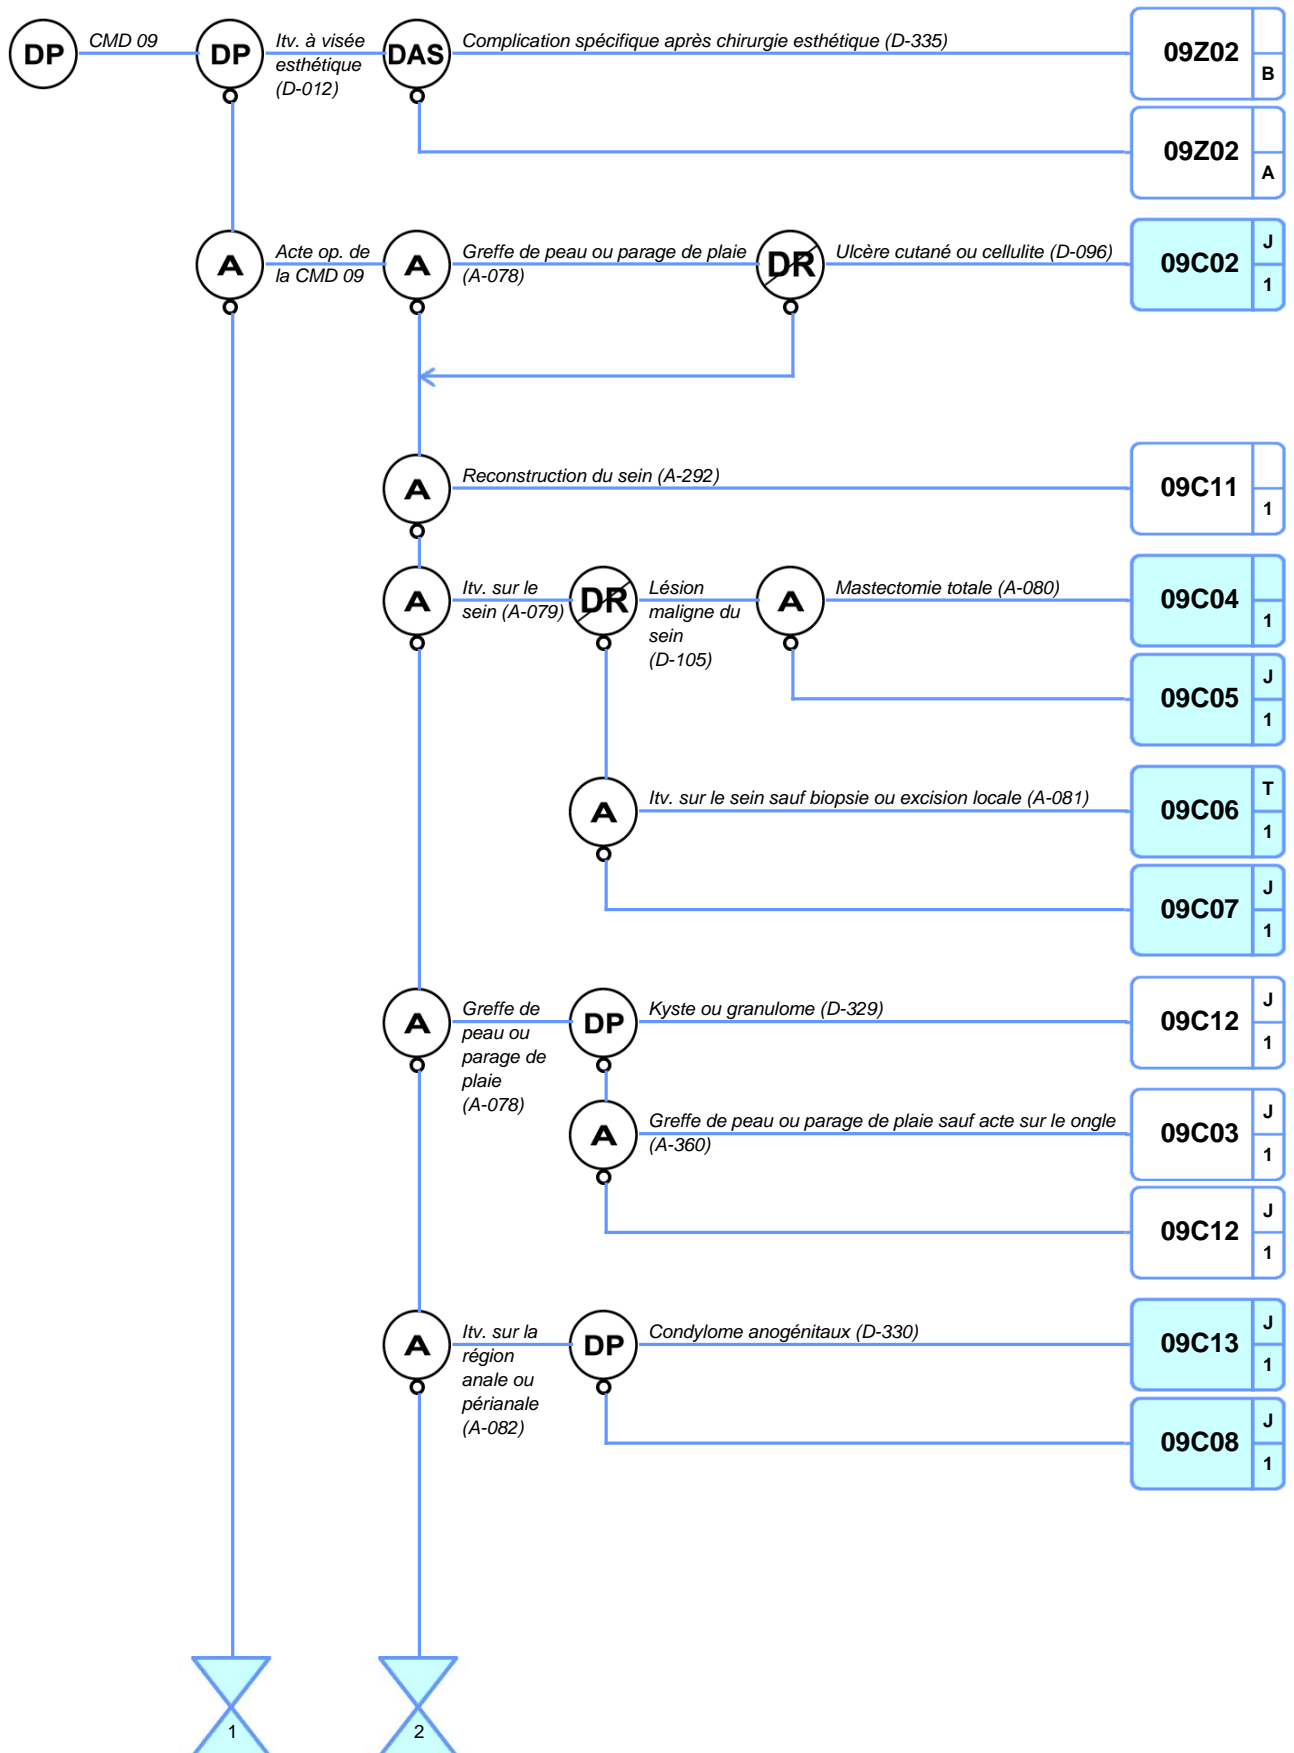 DP
CMD 09
DP
Itv. à visée
esthétique
(D-012)
DAS
Complication spécifique après chirurgie esthétique (D-335)
09Z02
B
09Z02
A
A
Acte op. de
la CMD 09
A
Greffe de peau ou parage de plaie
(A-078)
DR
Ulcère cutané ou cellulite (D-096)
09C02
J
1
A
Reconstruction du sein (A-292)
09C11
1
A
Itv. sur le
sein (A-079)
DR
Lésion
maligne du
sein
(D-105)
A
Mastectomie totale (A-080)
09C04
1
09C05
J
1
A
Itv. sur le sein sauf biopsie ou excision locale (A-081)
09C06
T
1
09C07
J
1
A
Greffe de
peau ou
parage de
plaie
(A-078)
DP
Kyste ou granulome (D-329)
09C12
J
1
A
Greffe de peau ou parage de plaie sauf acte sur le ongle
(A-360)
09C03
J
1
09C12
J
1
A
Itv. sur la
région
anale ou
périanale
(A-082)
DP
Condylome anogénitaux (D-330)
09C13
J
1
09C08
J
1
1
2